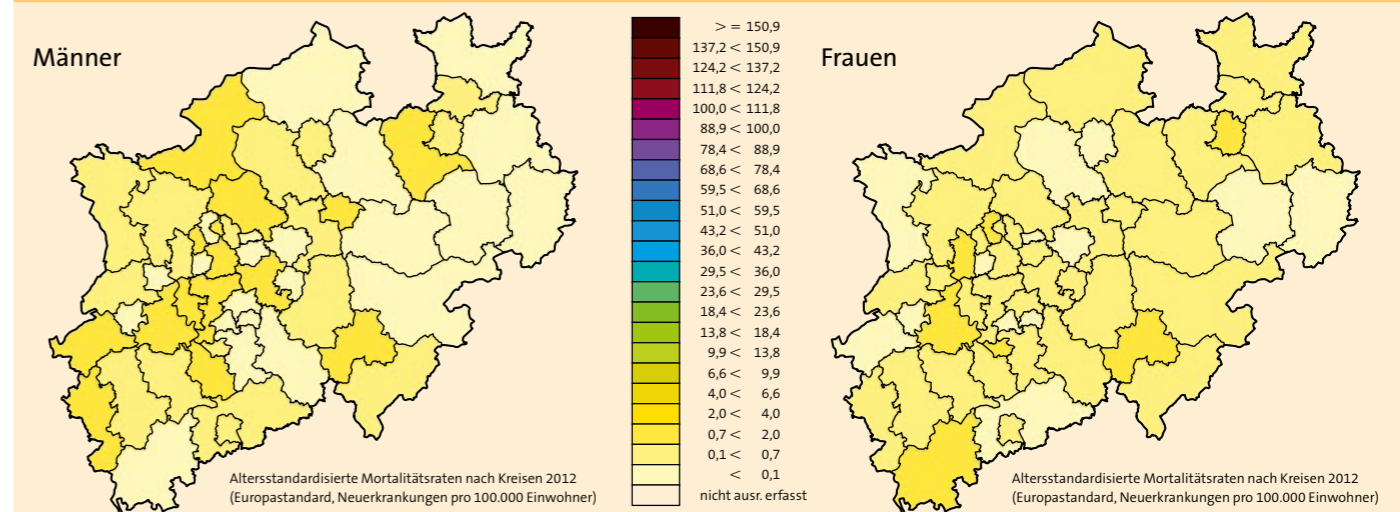 Männer
> = 150,9
137,2 < 150,9
124,2 < 137,2
111,8 < 124,2
100,0 < 111,8
88,9 < 100,0
78,4 < 88,9
68,6 < 78,4
59,5 < 68,6
51,0 < 59,5
43,2 < 51,0
36,0 < 43,2
29,5 < 36,0
23,6 < 29,5
18,4 < 23,6
13,8 < 18,4
9,9 < 13,8
6,6 < 9,9
4,0 < 6,6
2,0 < 4,0
0,7 < 2,0
0,1 < 0,7
< 0,1
nicht ausr. erfasst
Altersstandardisierte Mortalitätsraten nach Kreisen 2012
(Europastandard, Neuerkrankungen pro 100.000 Einwohner)
Frauen
Altersstandardisierte Mortalitätsraten nach Kreisen 2012
(Europastandard, Neuerkrankungen pro 100.000 Einwohner)